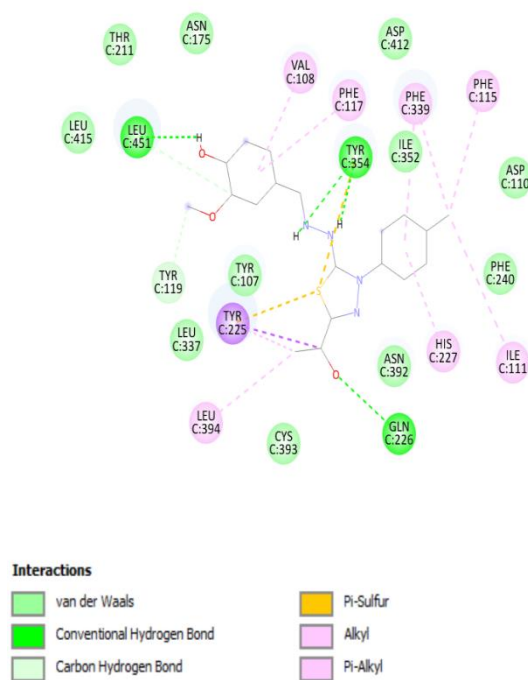 ASN
C:175
ASP
C:412
THR
C:211
VAL
C:108
PHE
C:117
PHE
C:339
PHE
C:115
LEU
C:415
LEU
C:451
H
O
TYR
C:354
ILE
C:352
ASP
C:110
O
N
H
N
H
TYR
C:119
TYR
C:107
S
N
N
PHE
C:240
LEU
C:337
TYR
C:225
O
ASN
C:392
HIS
C:227
ILE
C:111
LEU
C:394
CYS
C:393
GLN
C:226
Interactions
van der Waals
Conventional Hydrogen Bond
Carbon Hydrogen Bond
Pi-Sulfur
Alkyl
Pi-Alkyl